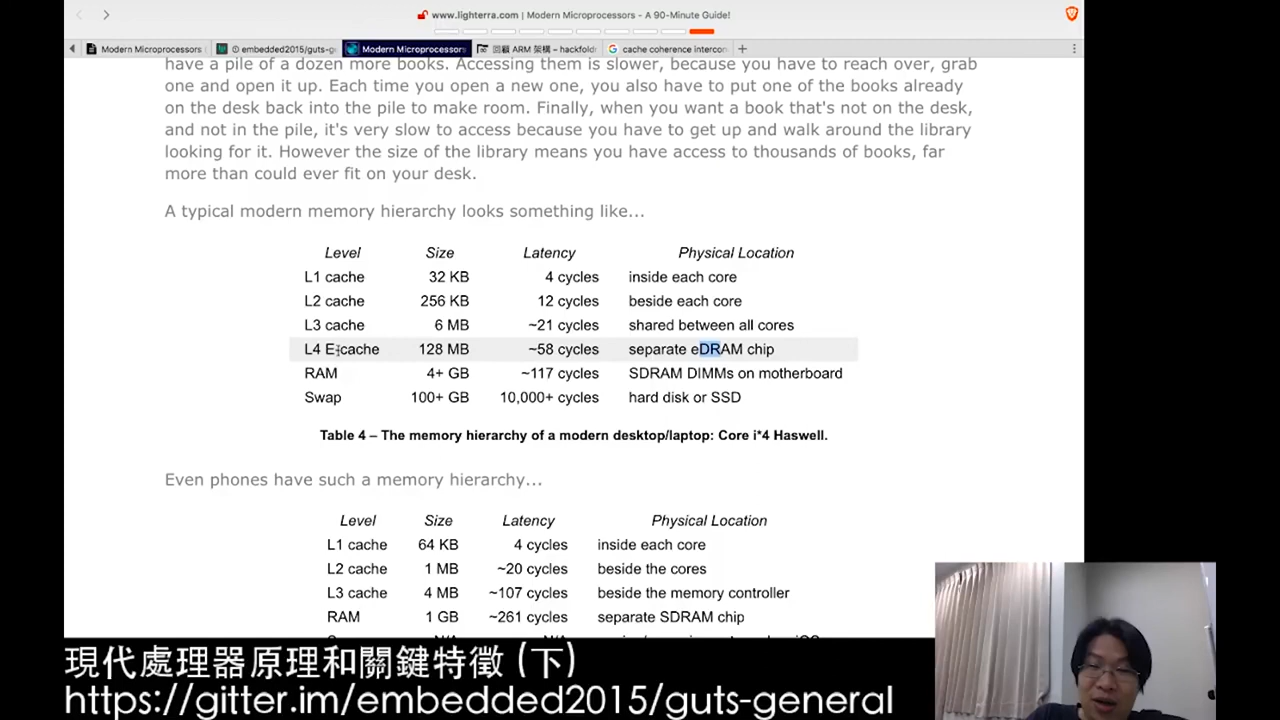 www.lighterra.com | Modern Microprocessors - A 90-Minute Guide!
Modern Microprocessors (
embedded2015/guts-g
Modern Microprocessors
回顧 ARM 架構 – hackfold
cache coherence interco
have a pile of a dozen more books. Accessing them is slower, because you have to reach over, grab
one and open it up. Each time you open a new one, you also have to put one of the books already
on the desk back into the pile to make room. Finally, when you want a book that's not on the desk,
and not in the pile, it's very slow to access because you have to get up and walk around the library
looking for it. However the size of the library means you have access to thousands of books, far
more than could ever fit on your desk.
A typical modern memory hierarchy looks something like...
Level Size Latency Physical Location
L1 cache 32 KB 4 cycles inside each core
L2 cache 256 KB 12 cycles beside each core
L3 cache 6 MB ~21 cycles shared between all cores
L4 E-cache 128 MB ~58 cycles separate eDRAM chip
RAM 4+ GB ~117 cycles SDRAM DIMMs on motherboard
Swap 100+ GB 10,000+ cycles hard disk or SSD
Table 4 – The memory hierarchy of a modern desktop/laptop: Core i*4 Haswell.
Even phones have such a memory hierarchy...
Level Size Latency Physical Location
L1 cache 64 KB 4 cycles inside each core
L2 cache 1 MB ~20 cycles beside the cores
L3 cache 4 MB ~107 cycles beside the memory controller
RAM 1 GB ~261 cycles separate SDRAM chip
現代處理器原理和關鍵特徵 (下)
https://gitter.im/embedded2015/guts-general